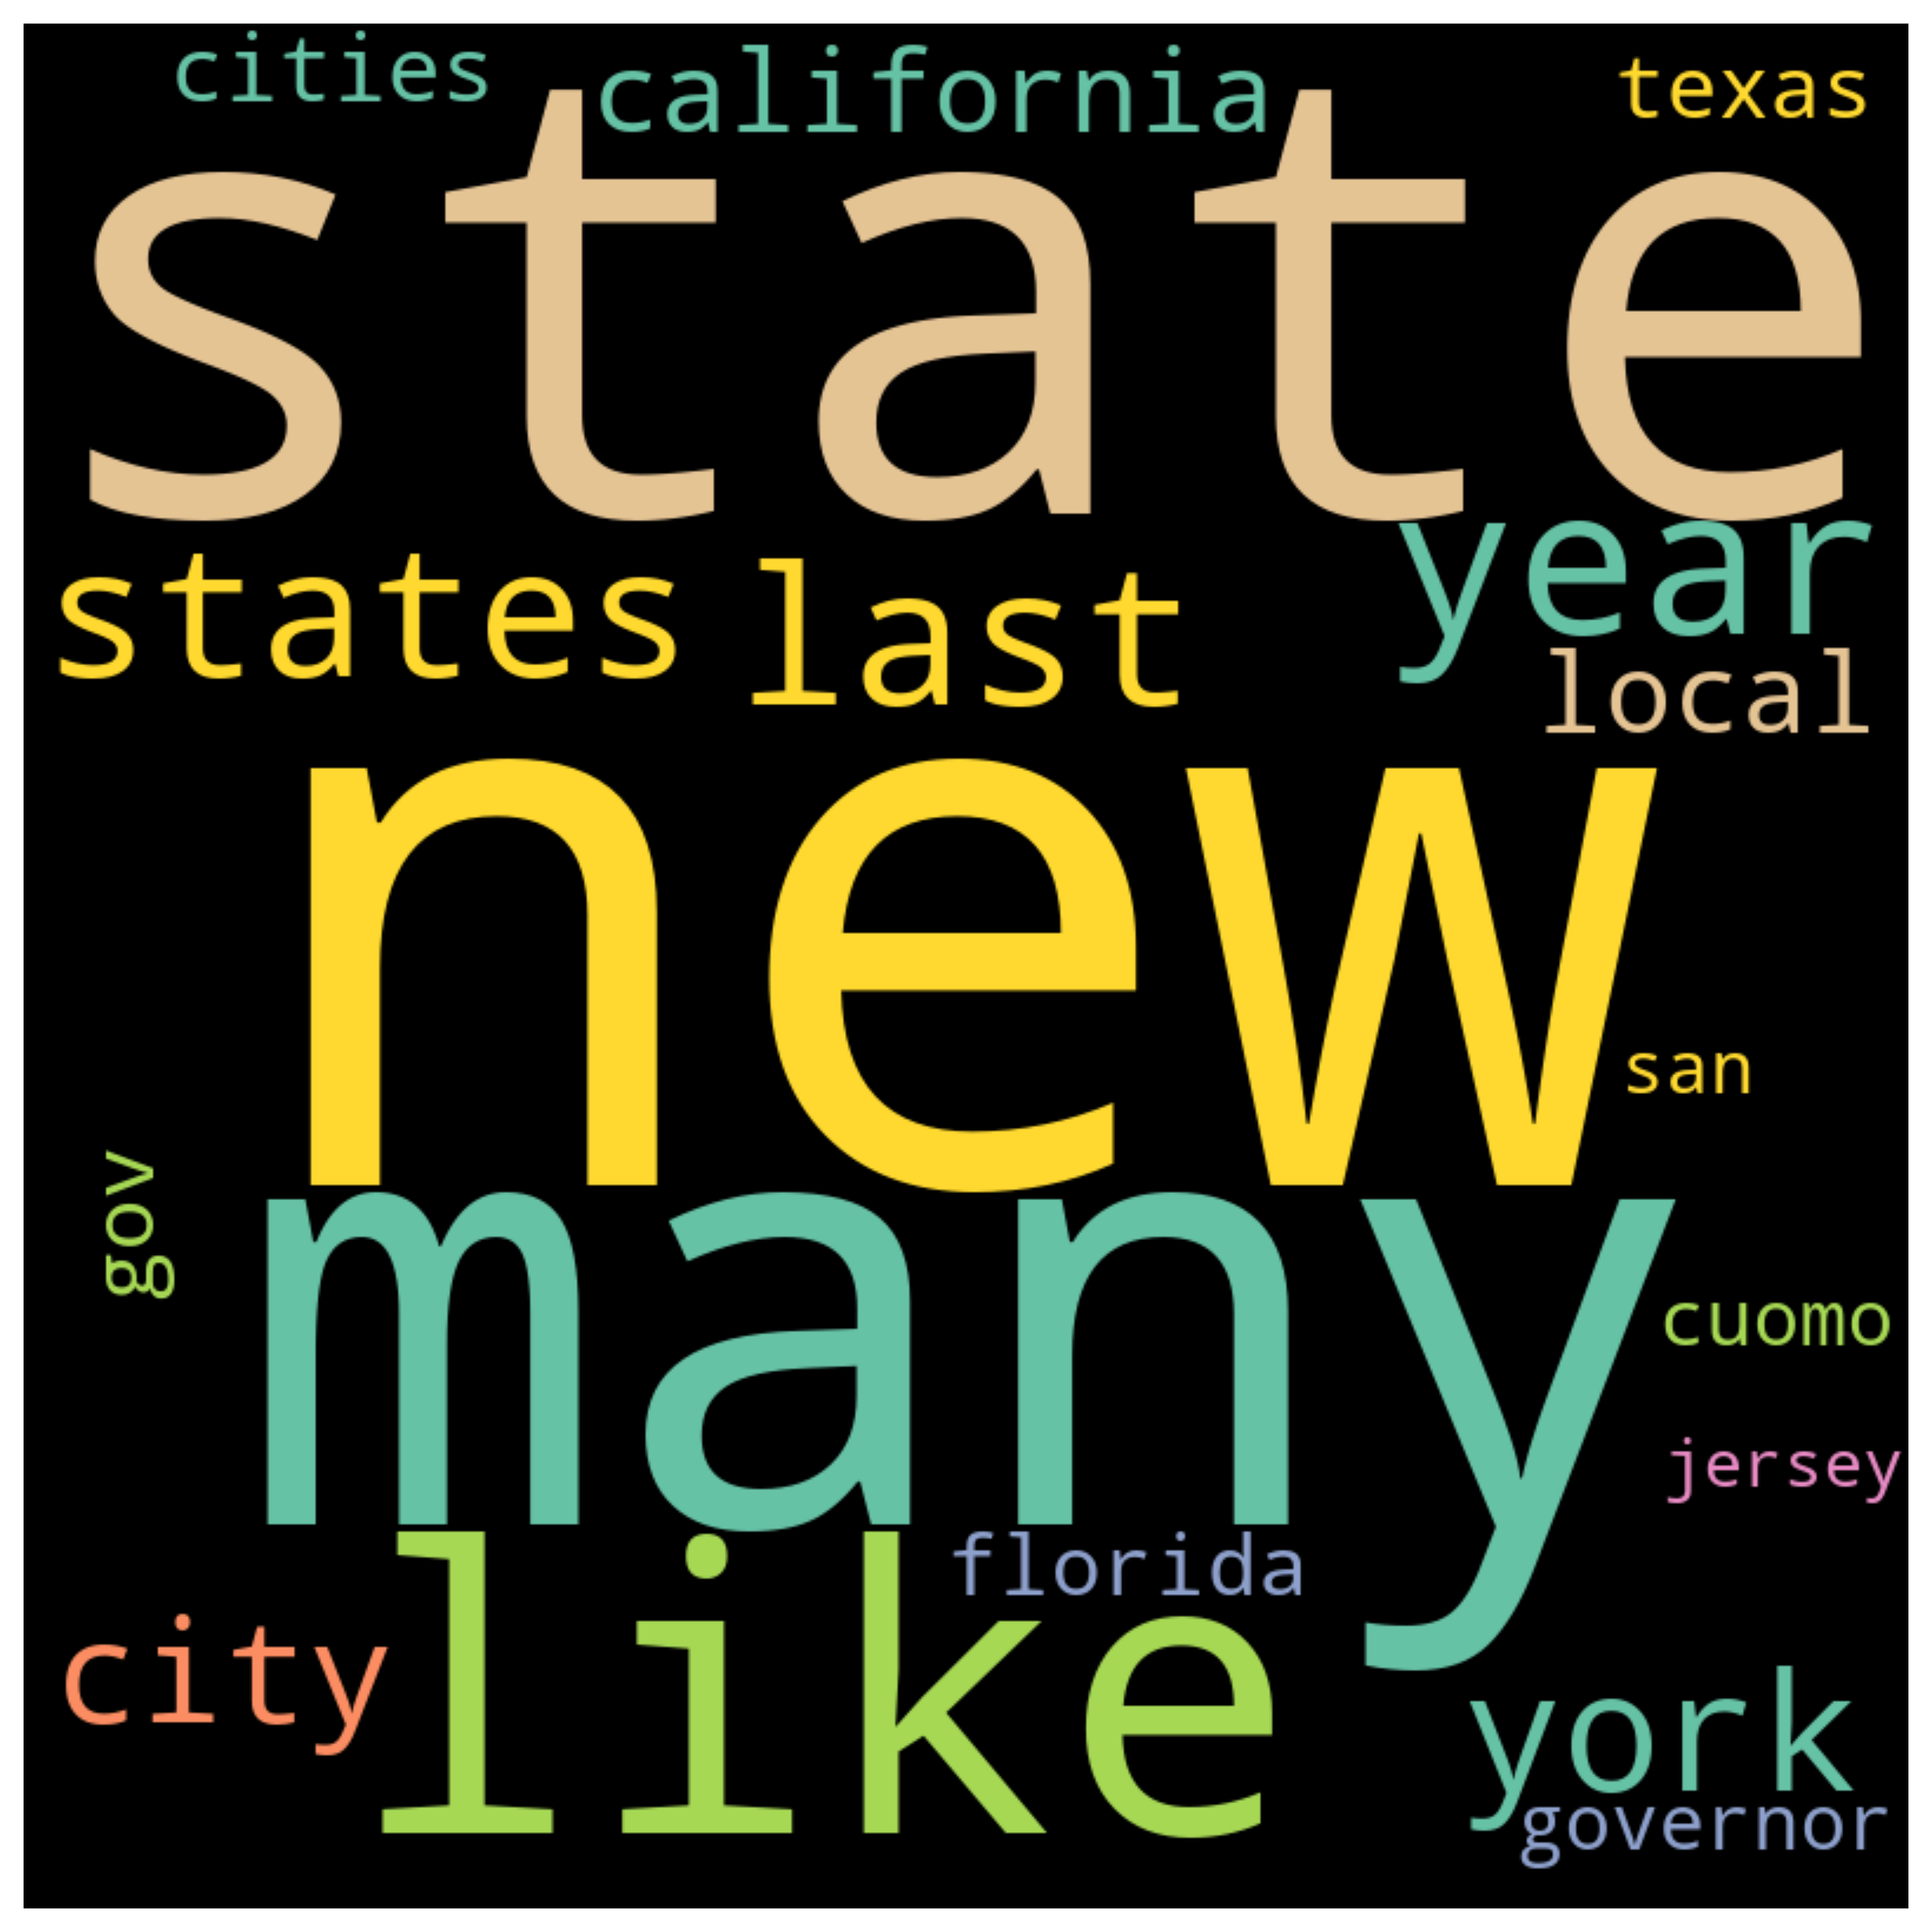 cities california texas
state
states last year
local
new
san
gov
many
cuomo
jersey
like florida
city
york
governor